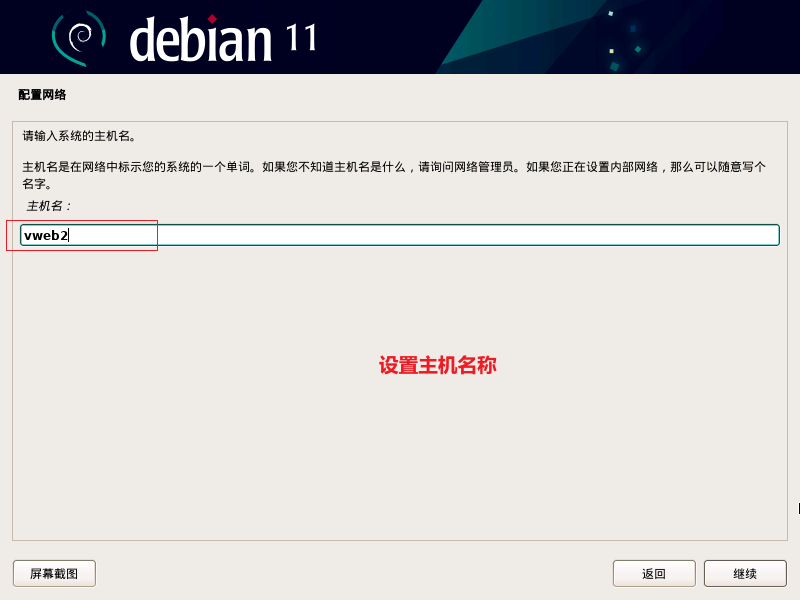 debian 11
配置网络
请输入系统的主机名。
主机名是在网络中标示您的系统的一个单词。如果您不知道主机名是什么，请询问网络管理员。如果您正在设置内部网络，那么可以随意写个
名字。
主机名：
vweb2
设置主机名称
屏幕截图
返回
继续